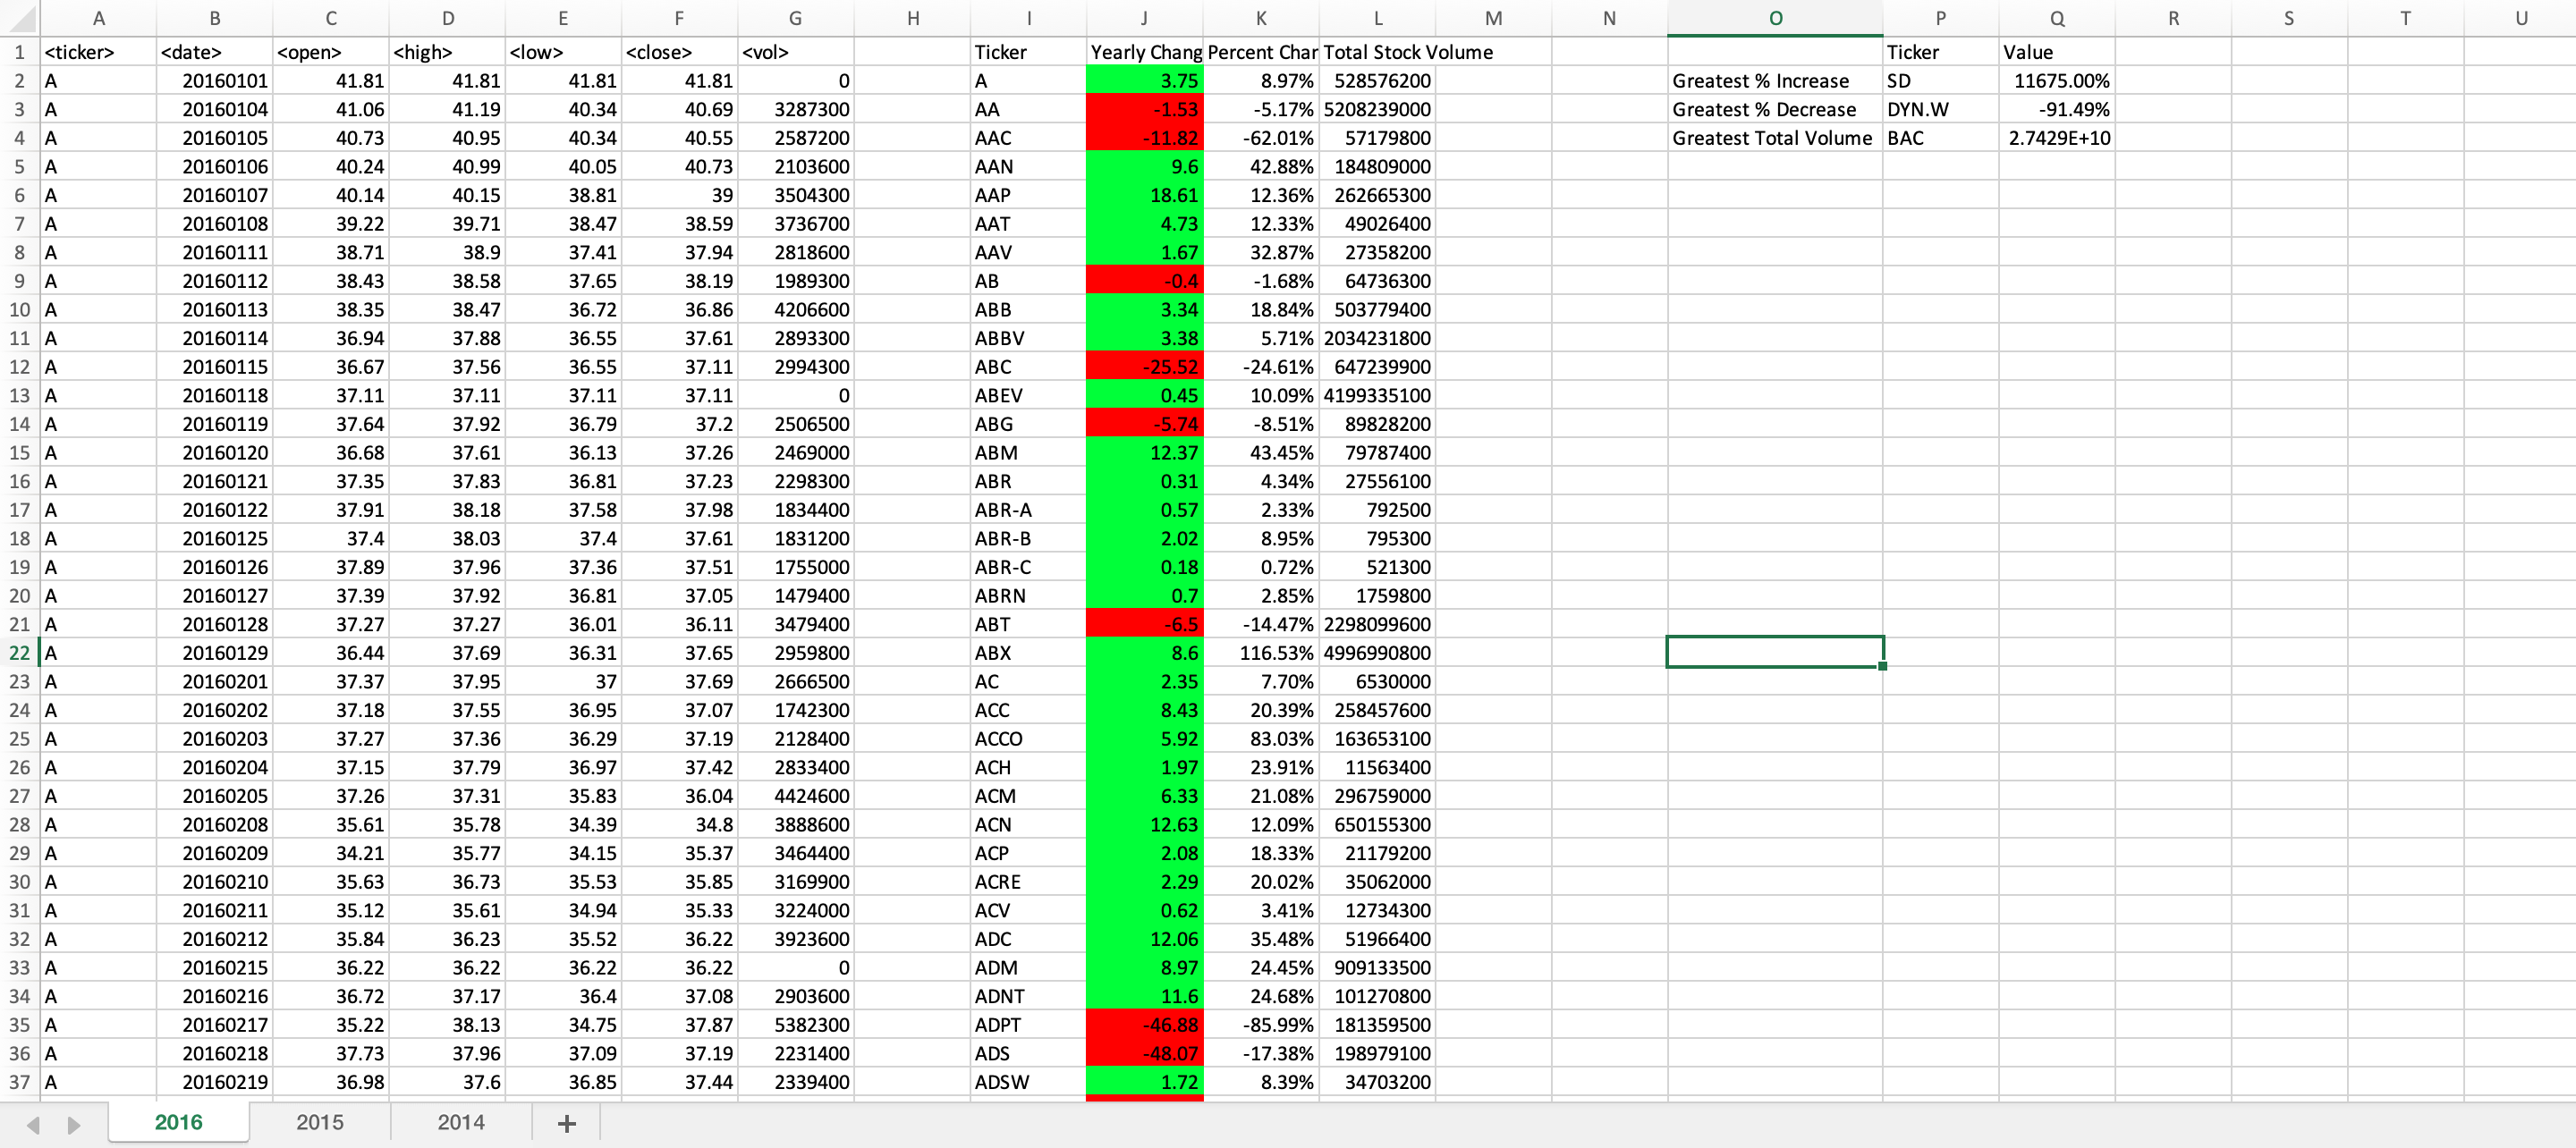 A B C D E F G H I J K L M N O P Q R S T U
1 <ticker> <date> <open> <high> <low> <close> <vol> Ticker Yearly Chang Percent Char Total Stock Volume Ticker Value
2 A 20160101 41.81 41.81 41.81 41.81 0 A 3.75 8.97% 528576200 Greatest % Increase SD 11675.00%
3 A 20160104 41.06 41.19 40.34 40.69 3287300 AA -1.53 -5.17% 5208239000 Greatest % Decrease DYN.W -91.49%
4 A 20160105 40.73 40.95 40.34 40.55 2587200 AAC -11.82 -62.01% 57179800 Greatest Total Volume BAC 2.7429E+10
5 A 20160106 40.24 40.99 40.05 40.73 2103600 AAN 9.6 42.88% 184809000
6 A 20160107 40.14 40.15 38.81 39 3504300 AAP 18.61 12.36% 262665300
7 A 20160108 39.22 39.71 38.47 38.59 3736700 AAT 4.73 12.33% 49026400
8 A 20160111 38.71 38.9 37.41 37.94 2818600 AAV 1.67 32.87% 27358200
9 A 20160112 38.43 38.58 37.65 38.19 1989300 AB -0.4 -1.68% 64736300
10 A 20160113 38.35 38.47 36.72 36.86 4206600 ABB 3.34 18.84% 503779400
11 A 20160114 36.94 37.88 36.55 37.61 2893300 ABBV 3.38 5.71% 2034231800
12 A 20160115 36.67 37.56 36.55 37.11 2994300 ABC -25.52 -24.61% 647239900
13 A 20160118 37.11 37.11 37.11 37.11 0 ABEV 0.45 10.09% 4199335100
14 A 20160119 37.64 37.92 36.79 37.2 2506500 ABG -5.74 -8.51% 89828200
15 A 20160120 36.68 37.61 36.13 37.26 2469000 ABM 12.37 43.45% 79787400
16 A 20160121 37.35 37.83 36.81 37.23 2298300 ABR 0.31 4.34% 27556100
17 A 20160122 37.91 38.18 37.58 37.98 1834400 ABR-A 0.57 2.33% 792500
18 A 20160125 37.4 38.03 37.4 37.61 1831200 ABR-B 2.02 8.95% 795300
19 A 20160126 37.89 37.96 37.36 37.51 1755000 ABR-C 0.18 0.72% 521300
20 A 20160127 37.39 37.92 36.81 37.05 1479400 ABRN 0.7 2.85% 1759800
21 A 20160128 37.27 37.27 36.01 36.11 3479400 ABT -6.5 -14.47% 2298099600
22 A 20160129 36.44 37.69 36.31 37.65 2959800 ABX 8.6 116.53% 4996990800
23 A 20160201 37.37 37.95 37 37.69 2666500 AC 2.35 7.70% 6530000
24 A 20160202 37.18 37.55 36.95 37.07 1742300 ACC 8.43 20.39% 258457600
25 A 20160203 37.27 37.36 36.29 37.19 2128400 ACCO 5.92 83.03% 163653100
26 A 20160204 37.15 37.79 36.97 37.42 2833400 ACH 1.97 23.91% 11563400
27 A 20160205 37.26 37.31 35.83 36.04 4424600 ACM 6.33 21.08% 296759000
28 A 20160208 35.61 35.78 34.39 34.8 3888600 ACN 12.63 12.09% 650155300
29 A 20160209 34.21 35.77 34.15 35.37 3464400 ACP 2.08 18.33% 21179200
30 A 20160210 35.63 36.73 35.53 35.85 3169900 ACRE 2.29 20.02% 35062000
31 A 20160211 35.12 35.61 34.94 35.33 3224000 ACV 0.62 3.41% 12734300
32 A 20160212 35.84 36.23 35.52 36.22 3923600 ADC 12.06 35.48% 51966400
33 A 20160215 36.22 36.22 36.22 36.22 0 ADM 8.97 24.45% 909133500
34 A 20160216 36.72 37.17 36.4 37.08 2903600 ADNT 11.6 24.68% 101270800
35 A 20160217 35.22 38.13 34.75 37.87 5382300 ADPT -46.88 -85.99% 181359500
36 A 20160218 37.73 37.96 37.09 37.19 2231400 ADS -48.07 -17.38% 198979100
37 A 20160219 36.98 37.6 36.85 37.44 2339400 ADSW 1.72 8.39% 34703200
2016 2015 2014 +